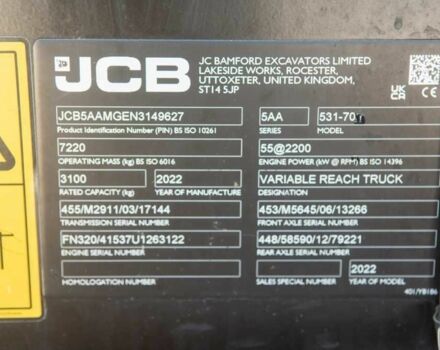 JCB
JC BAMFORD EXCAVATORS LIMITED
LAKESIDE WORKS, ROCESTER,
UTTOXETER, UNITED KINGDOM,
ST14 5JP
UK
CA
JCB5AAMGEN3149627
Product Identification Number (PIN) BS ISO 10261
5AA
SERIES
531-70
MODEL
7220
OPERATING MASS (kg) BS ISO 6016
55@2200
ENGINE POWER (kW @ RPM) BS ISO 14396
3100
RATED CAPACITY (kg)
2022
YEAR OF MANUFACTURE
VARIABLE REACH TRUCK
DESIGNATION
455/M2911/03/17144
TRANSMISSION SERIAL NUMBER
453/M5645/06/13266
FRONT AXLE SERIAL NUMBER
FN320/41537U1263122
ENGINE SERIAL NUMBER
448/58590/12/79221
REAR AXLE SERIAL NUMBER
HOMOLOGATION NUMBER
SALES SPECIAL NUMBER
2022
YEAR OF MODEL